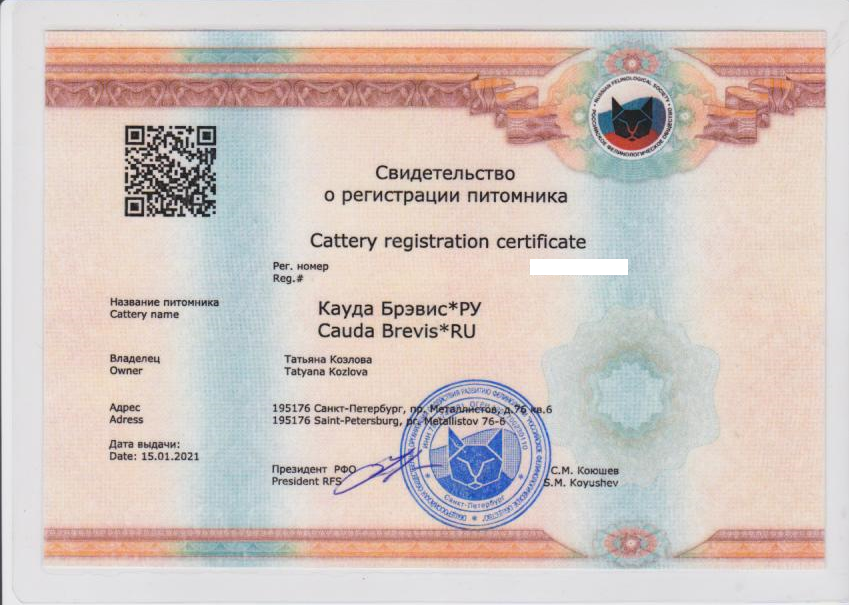 RUSSIAN FELINOLOGICAL SOCIETY • РОССИЙСКОЕ ФЕЛИНОЛОГИЧЕСКОЕ ОБЩЕСТВО •
Свидетельство
о регистрации питомника
Cattery registration certificate
Рег. номер
Reg.#
Название питомника
Cattery name
Кауда Брэвис*РУ
Cauda Brevis*RU
Владелец
Owner
Татьяна Козлова
Tatyana Kozlova
Адрес
Adress
195176 Санкт-Петербург, пр. Металлистов, д.76 кв.6
195176 Saint-Petersburg, pr. Metallistov 76-6
Дата выдачи:
Date: 15.01.2021
Президент РФО
President RFS
С.М. Коюшев
S.M. Koyushev
Санкт-Петербург